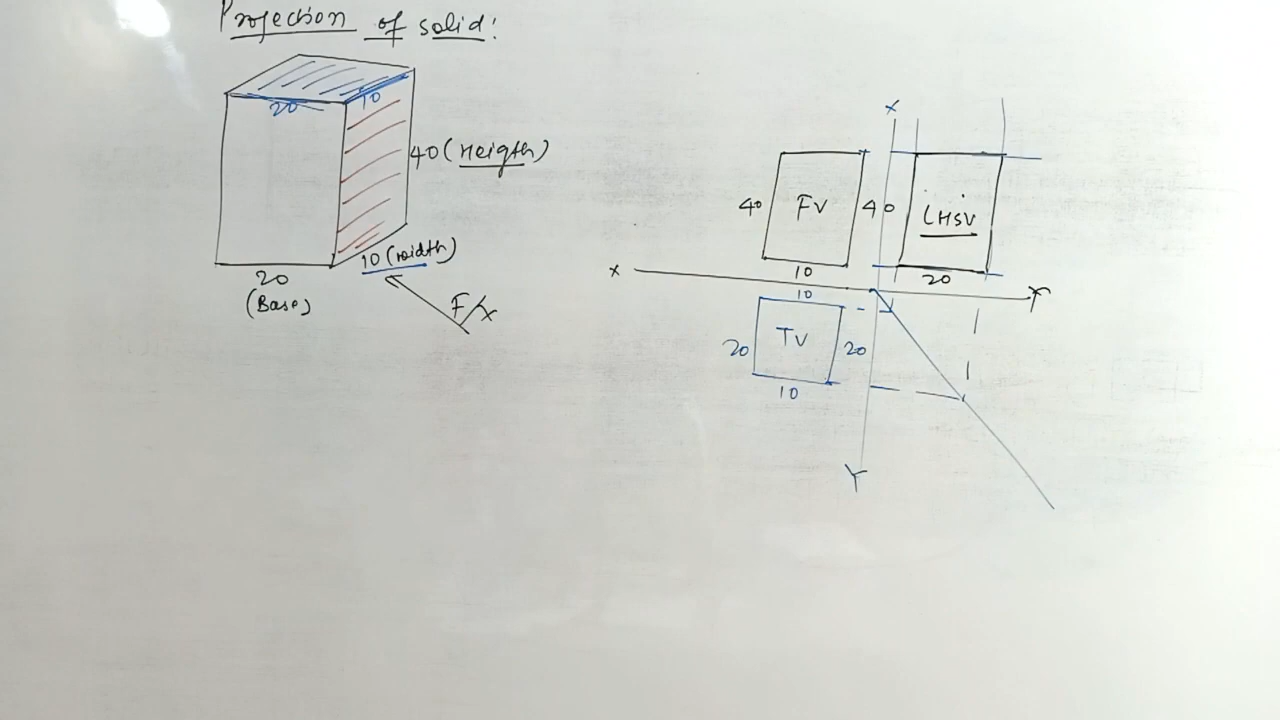 Projection of solid:
20
10
40 (Heigth)
10 (width)
20
(Base)
F/x
X
40
FV
40
LHSV
10
20
X
Y
10
20
TV
20
10
Y